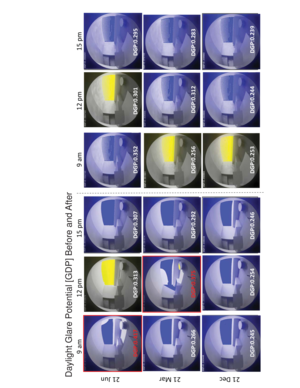 Daylight Glare Potential [GDP] Before and After
9 am 12 pm 15 pm 9 am 12 pm 15 pm
21 Jun
DGP:0.313 DGP:0.307 DGP:0.352 DGP:0.301 DGP:0.295
21 Mar
DGP:0.266 DGP:0.292 DGP:0.256 DGP:0.312 DGP:0.283
21 Dec
DGP:0.245 DGP:0.254 DGP:0.246 DGP:0.253 DGP:0.244 DGP:0.239